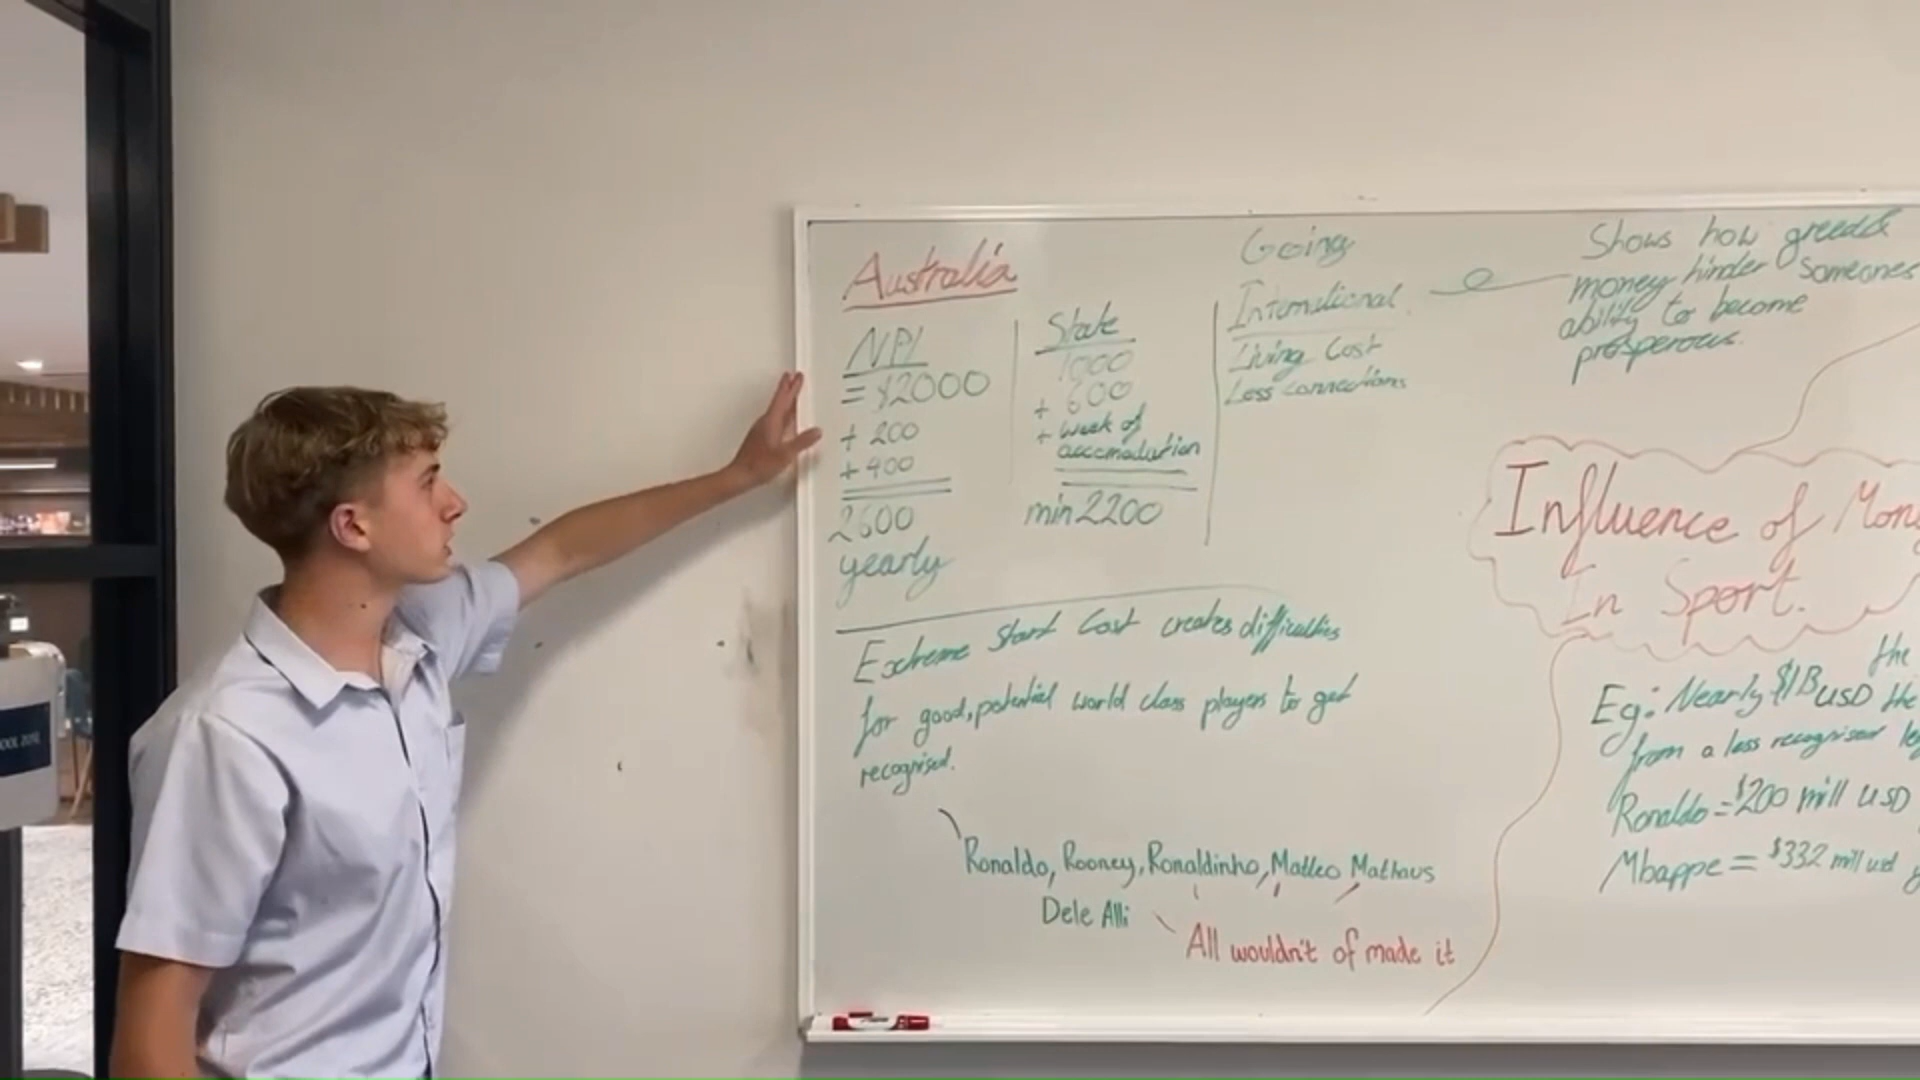 Australia
NPL
= $2000
+ 200
+ 400
2600
yearly
State
1000
+ 600
+ week of
accomodation
min 2200
Going
International
Living Cost
Less connections
Shows how greed &
money hinder someones
ability to become
prosperous.
Influence of
In Sport.
Extreme Start Cost creates difficulties
for good, potential world class players to get
recognised.
Ronaldo, Rooney, Ronaldinho, Matteo Mathaus
Dele Alli
All wouldn't of made it
the
Eg: Nearly $1B USD the
from a less recognised
Ronaldo = $200 mill USD
Mbappe = $332 mill usd